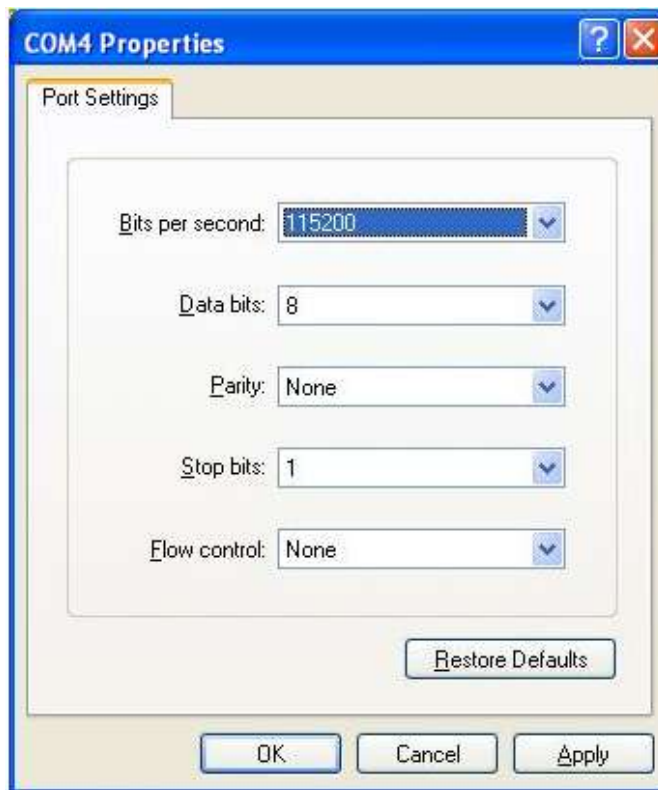 COM4 Properties
Port Settings
Bits per second: 115200
Data bits: 8
Parity: None
Stop bits: 1
Flow control: None
Restore Defaults
OK Cancel Apply